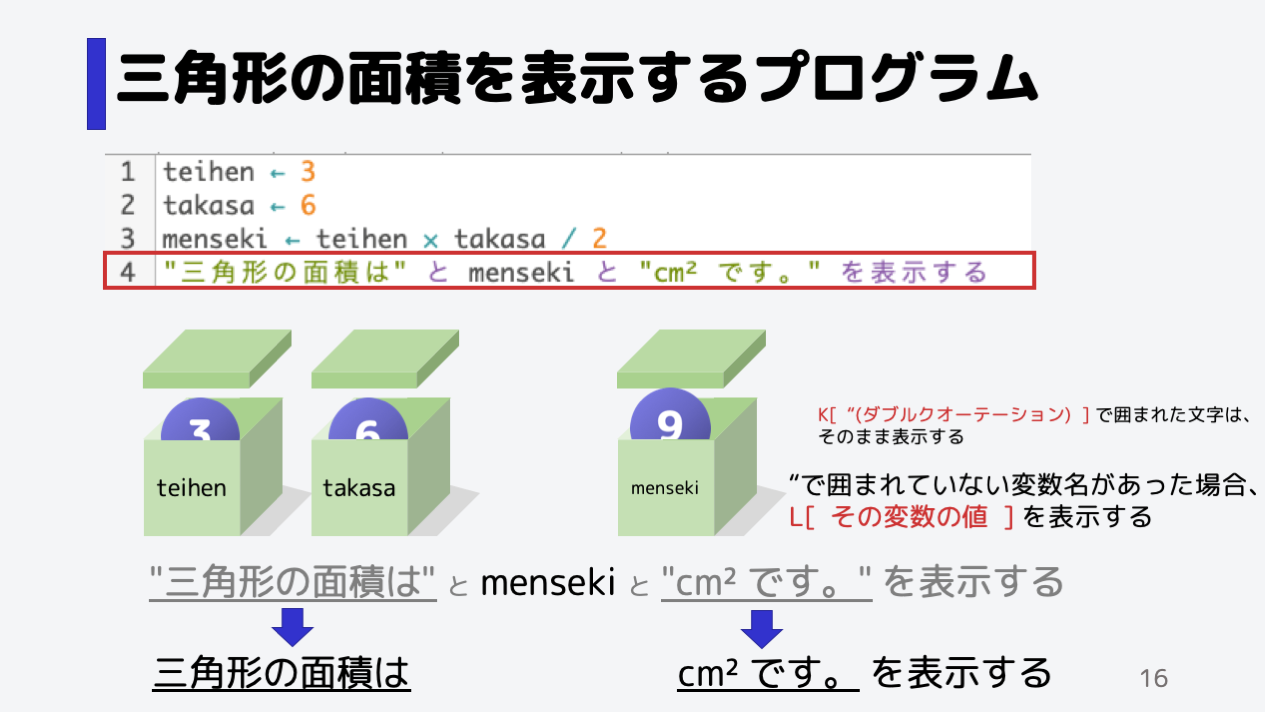 三角形の面積を表示するプログラム
1 teihen ← 3
2 takasa ← 6
3 menseki ← teihen × takasa / 2
4 "三角形の面積は" と menseki と "cm² です。" を表示する
3
6
9
teihen
takasa
menseki
K[ “(ダブルクオーテーション) ] で囲まれた文字は、
そのまま表示する
“で囲まれていない変数名があった場合、
L[ その変数の値 ] を表示する
"三角形の面積は" と menseki と "cm² です。" を表示する
三角形の面積は cm² です。 を表示する
16